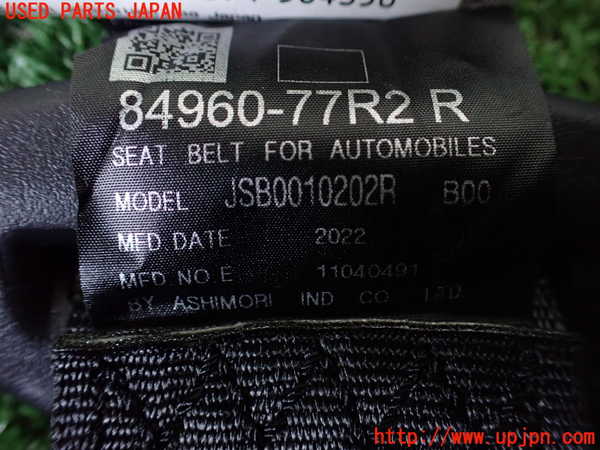 USED PARTS JAPAN
84960-77R2 R
SEAT BELT FOR AUTOMOBILES
MODEL JSB0010202R B00
MFD DATE 2022
MFD NO.E 11040491
BY ASHIMORI IND CO LTD
http://www.upjpn.com/